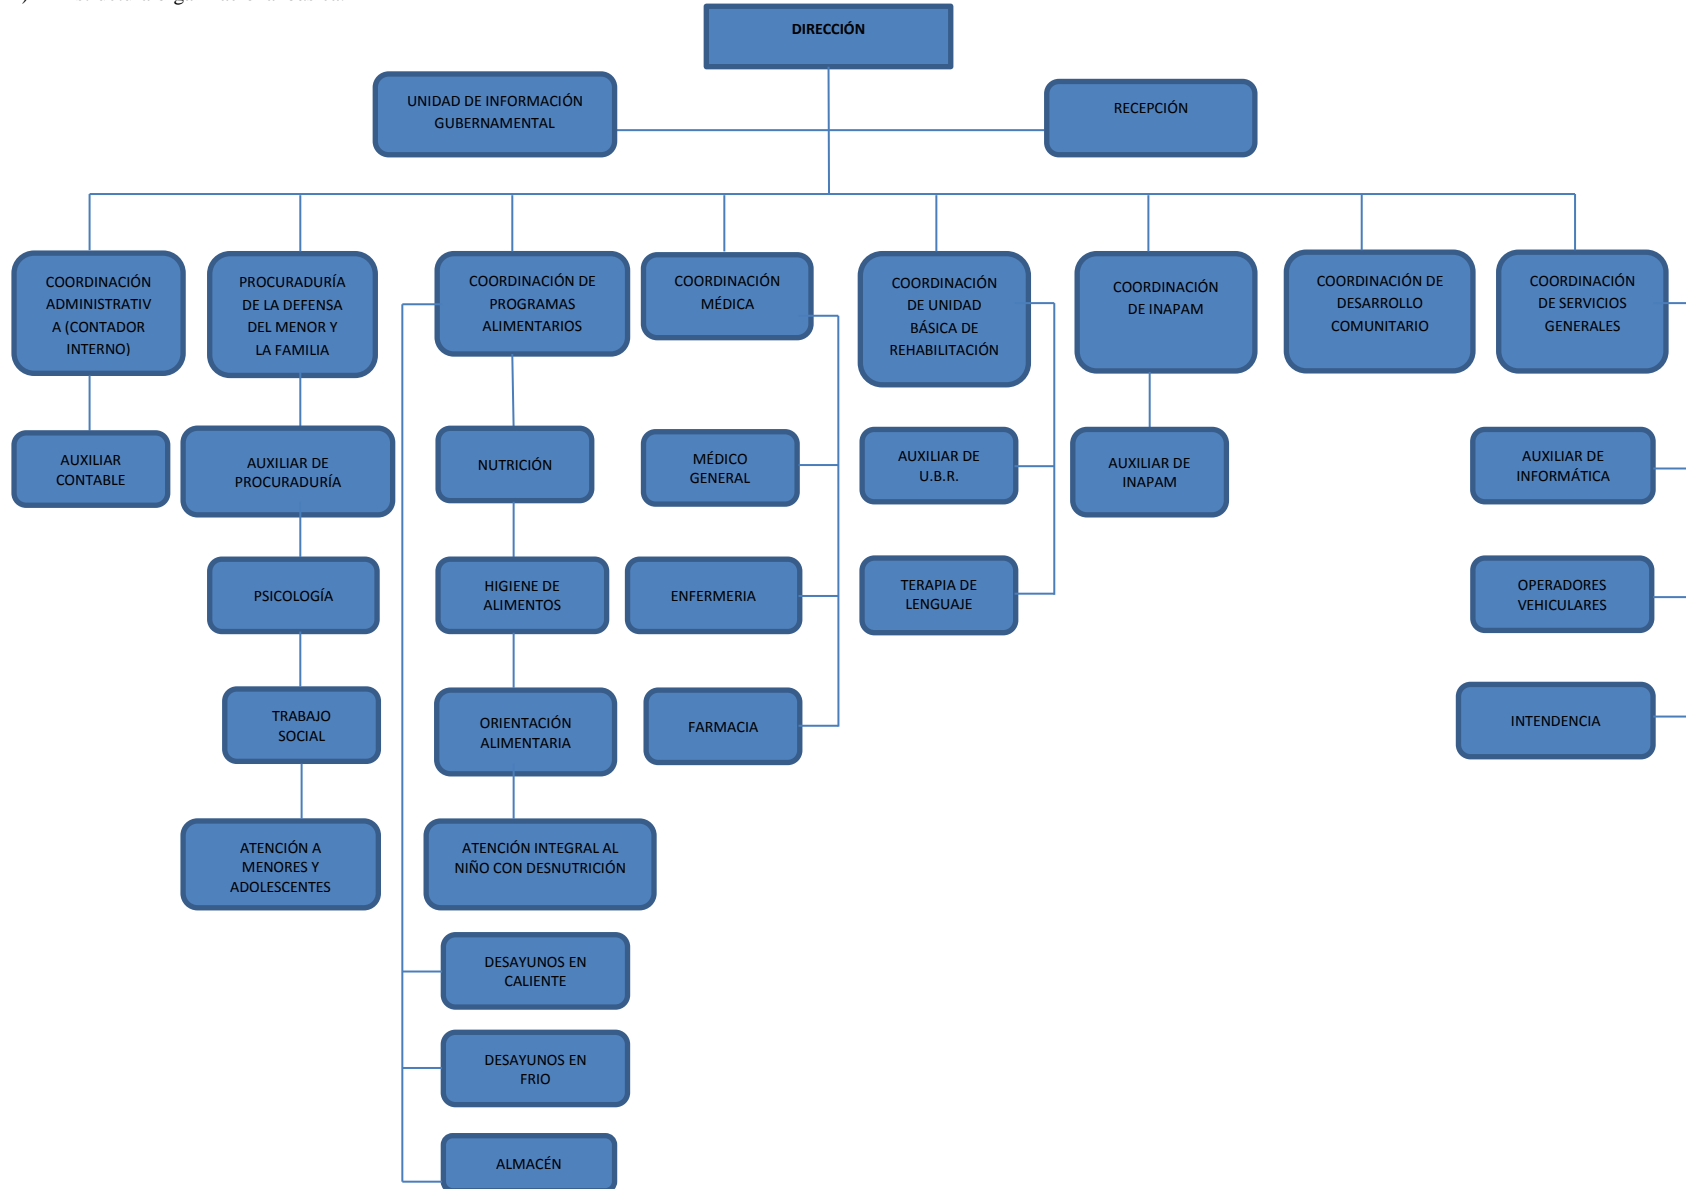 DIRECCIÓN
UNIDAD DE INFORMACIÓN
GUBERNAMENTAL
RECEPCIÓN
COORDINACIÓN
ADMINISTRATIV
A (CONTADOR
INTERNO)
PROCURADURÍA
DE LA DEFENSA
DEL MENOR Y
LA FAMILIA
COORDINACIÓN DE
PROGRAMAS
ALIMENTARIOS
COORDINACIÓN
MÉDICA
COORDINACIÓN
DE UNIDAD
BÁSICA DE
REHABILITACIÓN
COORDINACIÓN
DE INAPAM
COORDINACIÓN DE
DESARROLLO
COMUNITARIO
COORDINACIÓN
DE SERVICIOS
GENERALES
AUXILIAR
CONTABLE
AUXILIAR DE
PROCURADURÍA
NUTRICIÓN
MÉDICO
GENERAL
AUXILIAR DE
U.B.R.
AUXILIAR DE
INAPAM
AUXILIAR DE
INFORMÁTICA
PSICOLOGÍA
HIGIENE DE
ALIMENTOS
ENFERMERIA
TERAPIA DE
LENGUAJE
OPERADORES
VEHICULARES
TRABAJO
SOCIAL
ORIENTACIÓN
ALIMENTARIA
FARMACIA
INTENDENCIA
ATENCIÓN A
MENORES Y
ADOLESCENTES
ATENCIÓN INTEGRAL AL
NIÑO CON DESNUTRICIÓN
DESAYUNOS EN
CALIENTE
DESAYUNOS EN
FRIO
ALMACÉN